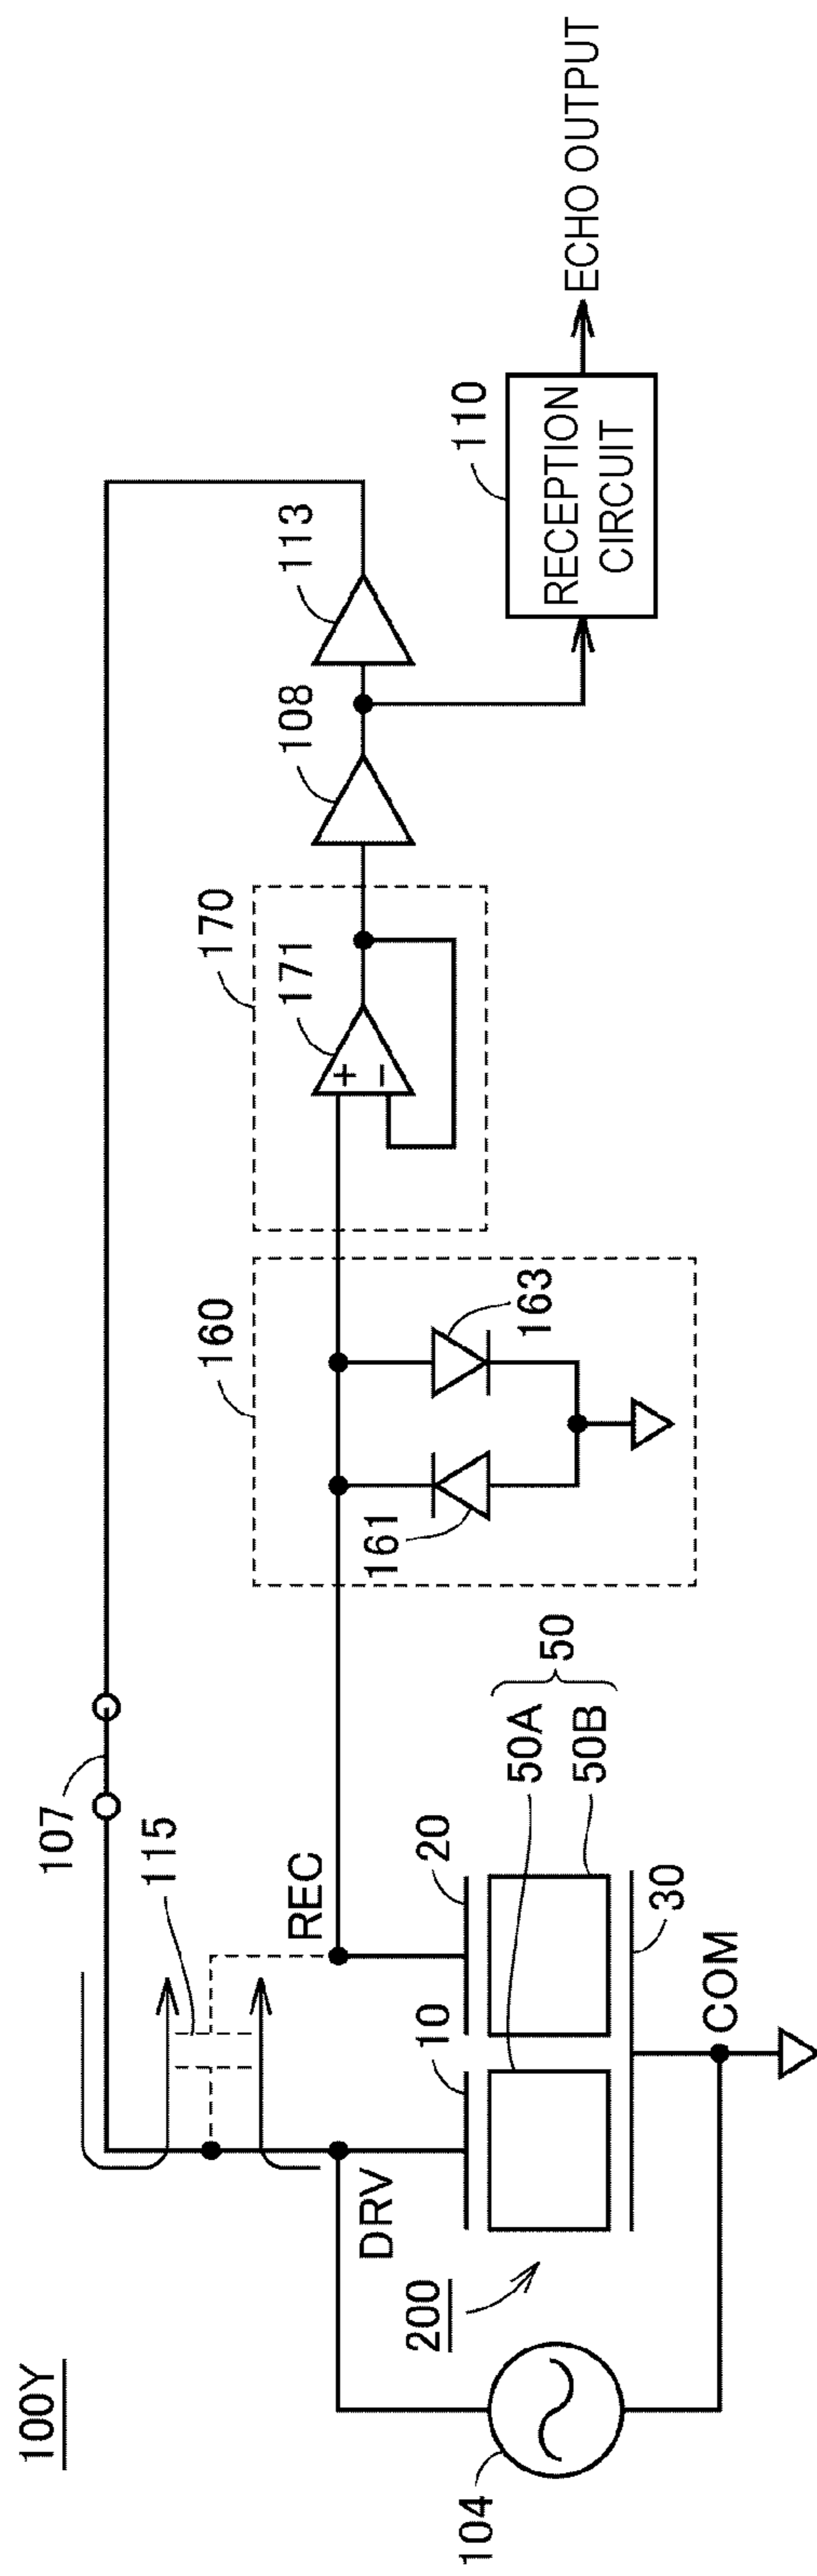 100Y
107
115
DRV
REC
200
104
10
20
50A
50B
50
30
COM
160
161
163
170
171
+
−
108
113
110
RECEPTION
CIRCUIT
ECHO OUTPUT